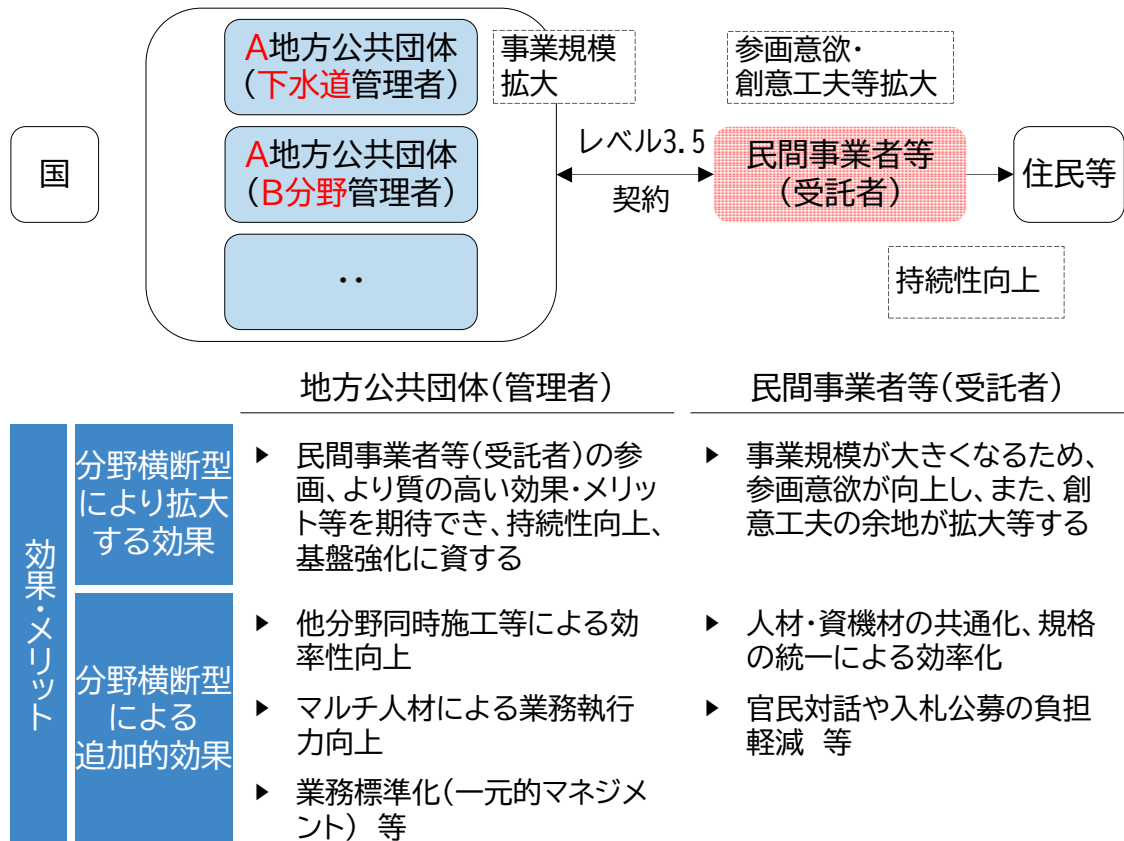 A地方公共団体
(下水道管理者)
事業規模
拡大
参画意欲・
創意工夫等拡大
国
A地方公共団体
(B分野管理者)
レベル3.5
契約
民間事業者等
(受託者)
住民等
‥
持続性向上
地方公共団体(管理者)
民間事業者等(受託者)
効果・メリット
分野横断型
により拡大
する効果
▶ 民間事業者等(受託者)の参
画、より質の高い効果・メリッ
ト等を期待でき、持続性向上、
基盤強化に資する
▶ 事業規模が大きくなるため、
参画意欲が向上し、また、創
意工夫の余地が拡大等する
分野横断型
による
追加的効果
▶ 他分野同時施工等による効
率性向上
▶ マルチ人材による業務執行
力向上
▶ 業務標準化(一元的マネジメ
ント) 等
▶ 人材・資機材の共通化、規格
の統一による効率化
▶ 官民対話や入札公募の負担
軽減 等